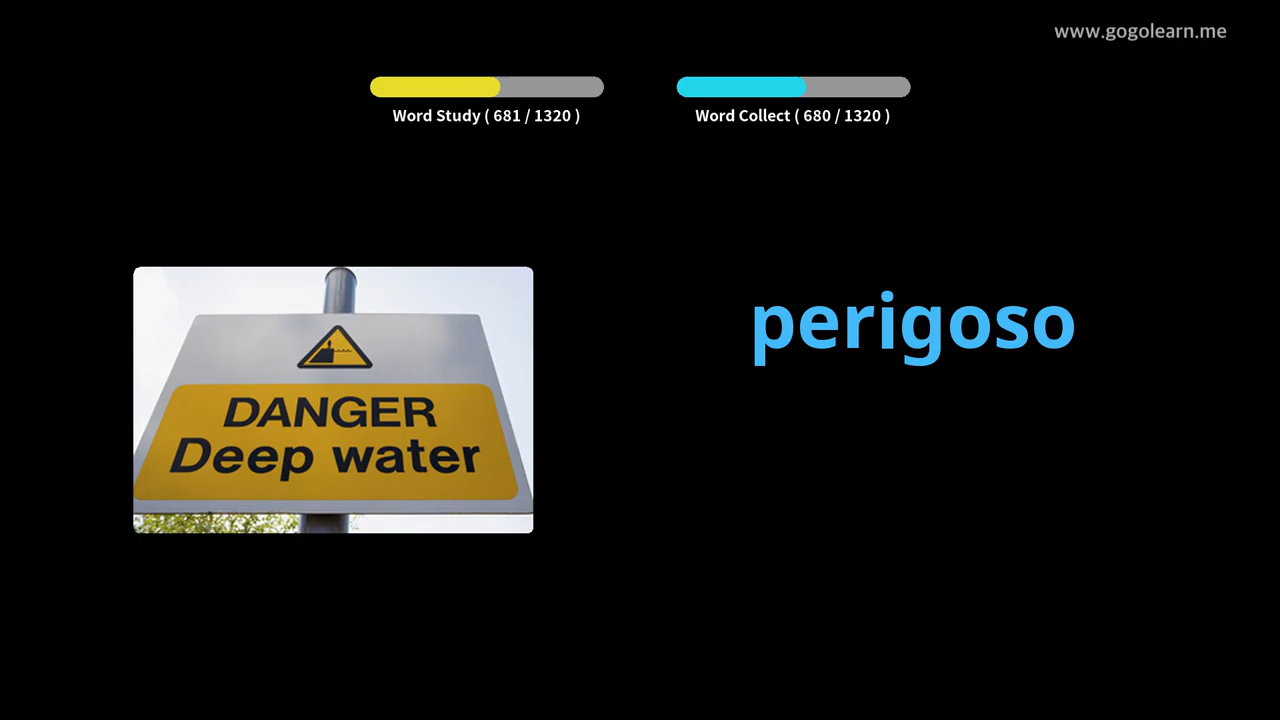 www.gogolearn.me
Word Study ( 681 / 1320 )
Word Collect ( 680 / 1320 )
DANGER
Deep water
perigoso